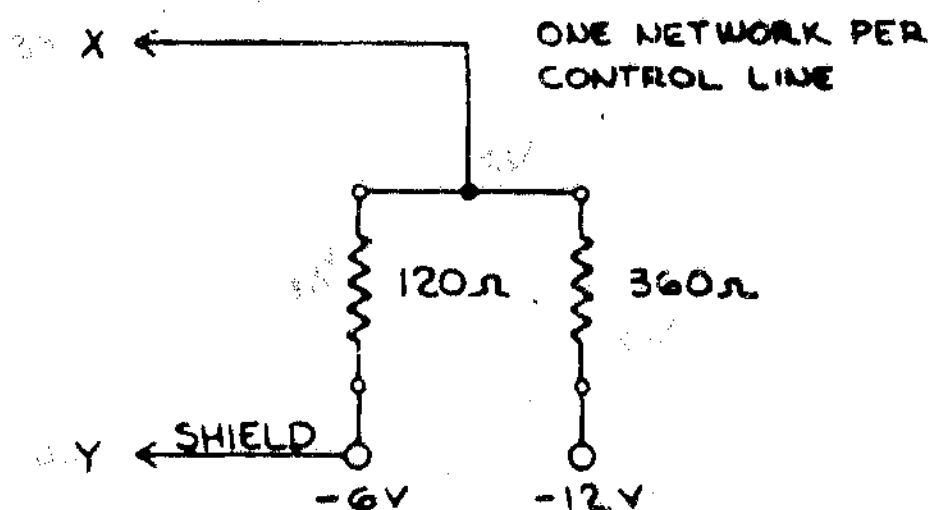 X
ONE NETWORK PER
CONTROL LINE
120Ω
360Ω
Y
SHIELD
-6V
-12V